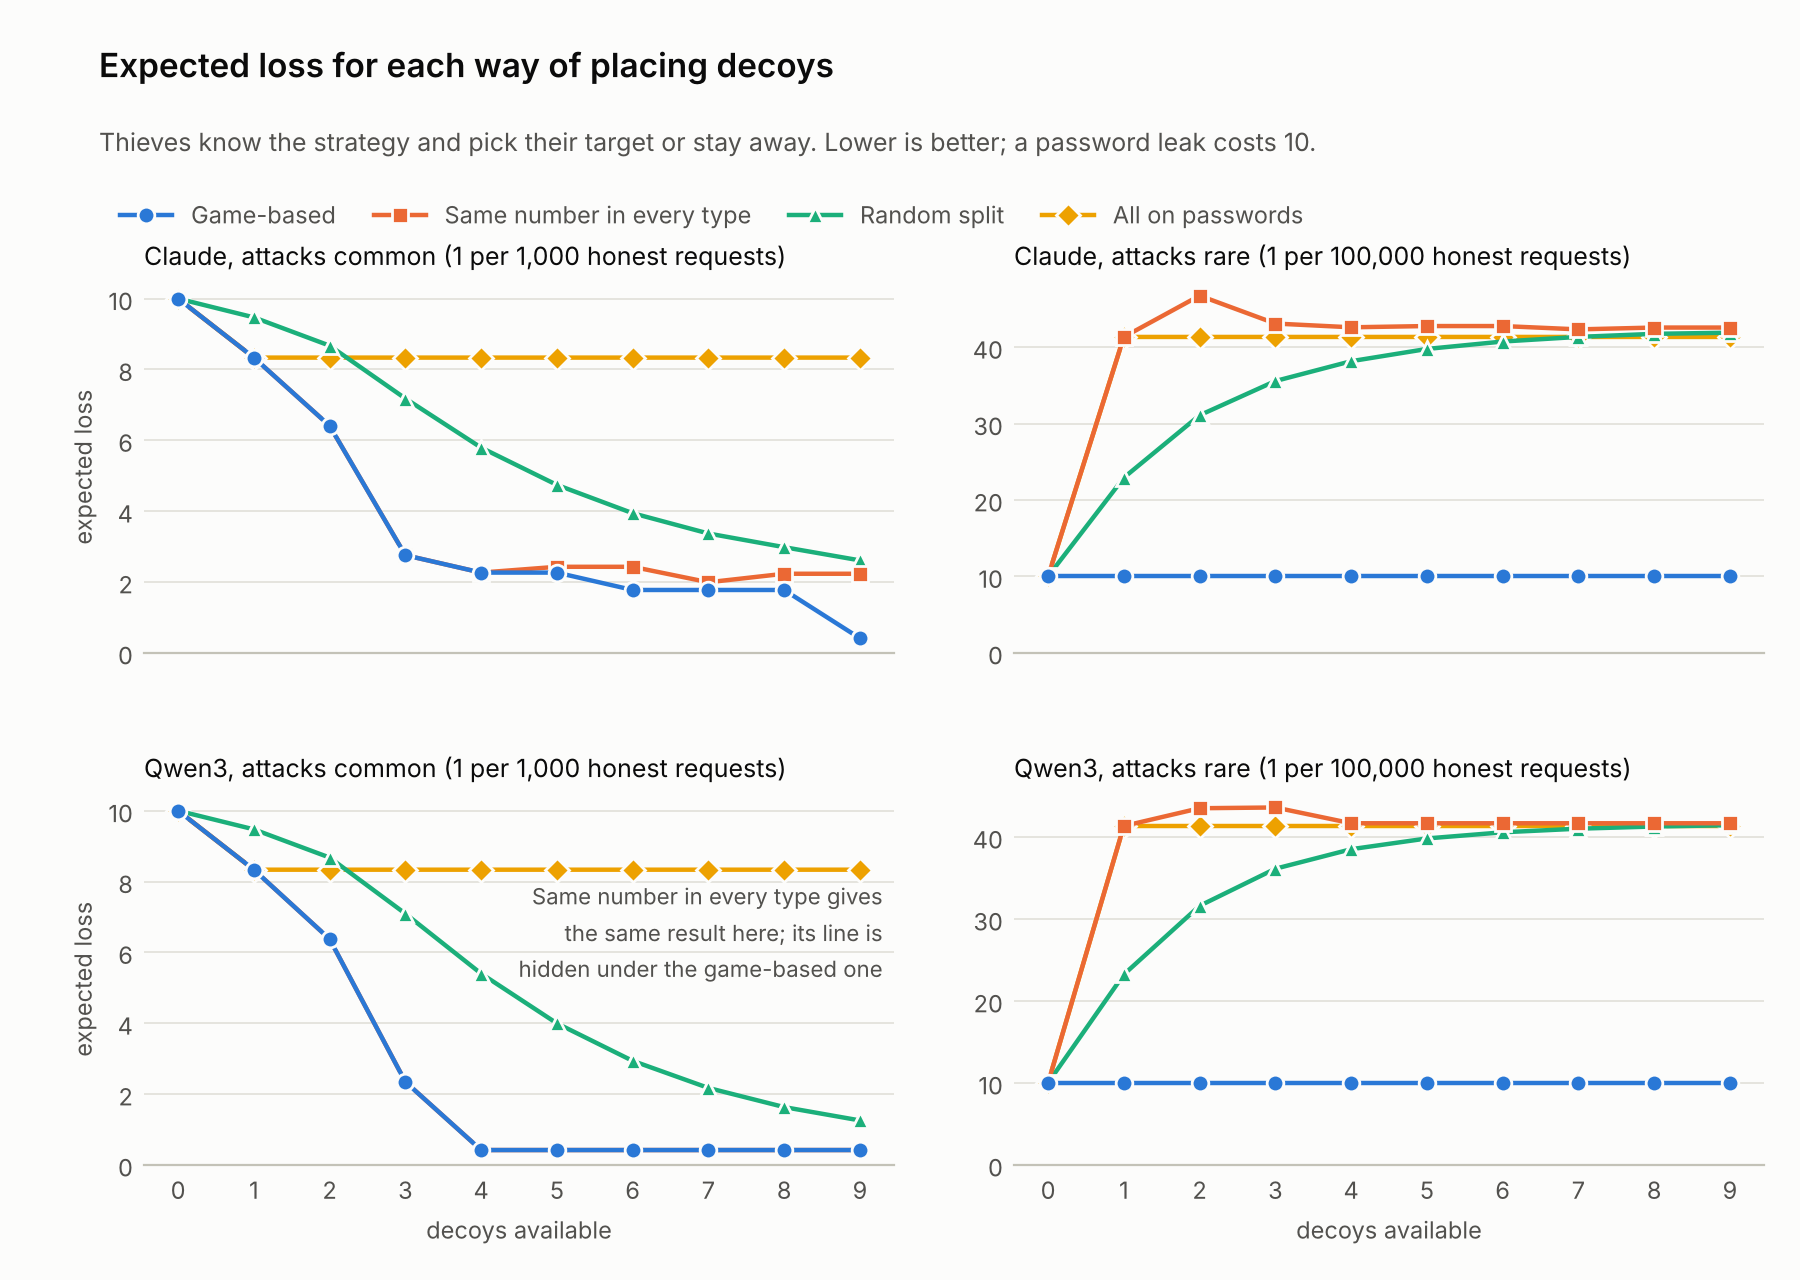 Expected loss for each way of placing decoys
Thieves know the strategy and pick their target or stay away. Lower is better; a password leak costs 10.
Game-based Same number in every type Random split All on passwords
Claude, attacks common (1 per 1,000 honest requests)
10
8
6
4
2
0
expected loss
Claude, attacks rare (1 per 100,000 honest requests)
40
30
20
10
0
Qwen3, attacks common (1 per 1,000 honest requests)
10
8
6
4
2
0
expected loss
Same number in every type gives
the same result here; its line is
hidden under the game-based one
0 1 2 3 4 5 6 7 8 9
decoys available
Qwen3, attacks rare (1 per 100,000 honest requests)
40
30
20
10
0
0 1 2 3 4 5 6 7 8 9
decoys available